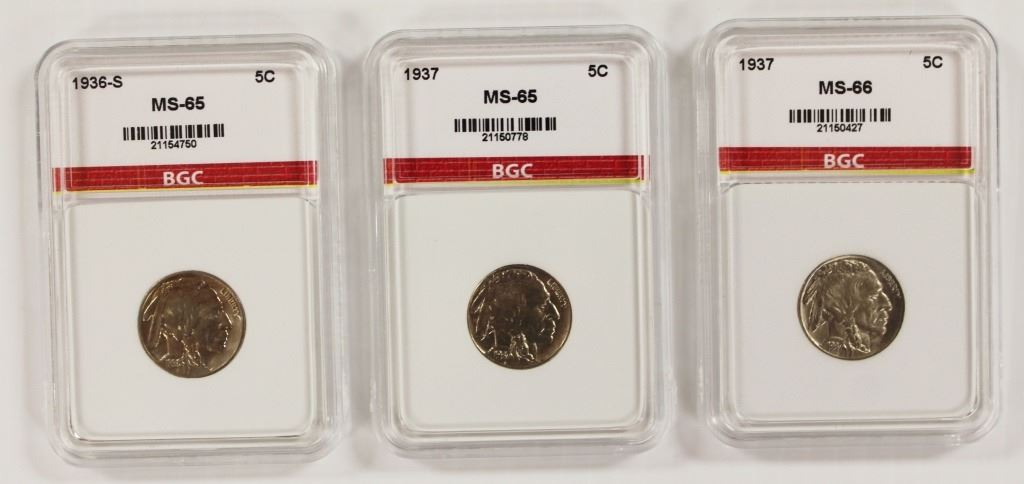 1936-S 5C
MS-65
21154750
BGC
LIBERTY
1937 5C
MS-65
21150778
BGC
LIBERTY
1937 5C
MS-66
21150427
BGC
LIBERTY
1937